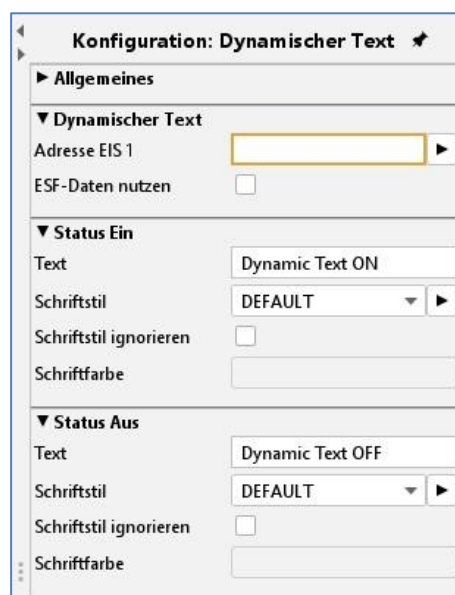 Konfiguration: Dynamischer Text
Allgemeines
Dynamischer Text
Adresse EIS 1
ESF-Daten nutzen
Status Ein
Text Dynamic Text ON
Schriftstil DEFAULT
Schriftstil ignorieren
Schriftfarbe
Status Aus
Text Dynamic Text OFF
Schriftstil DEFAULT
Schriftstil ignorieren
Schriftfarbe